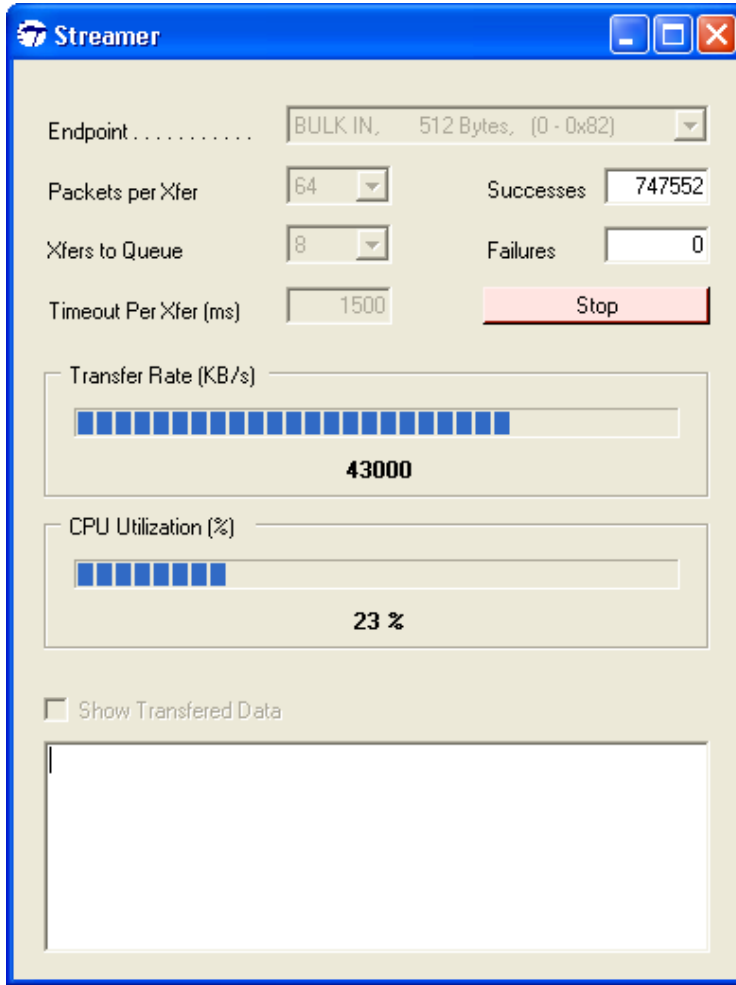 Streamer
Endpoint . . . . . . . . . . . BULK IN, 512 Bytes, (0 - 0x82)
Packets per Xfer 64 Successes 747552
Xfers to Queue 8 Failures 0
Timeout Per Xfer (ms) 1500 Stop
Transfer Rate (KB/s)
43000
CPU Utilization (%)
23 %
Show Transfered Data